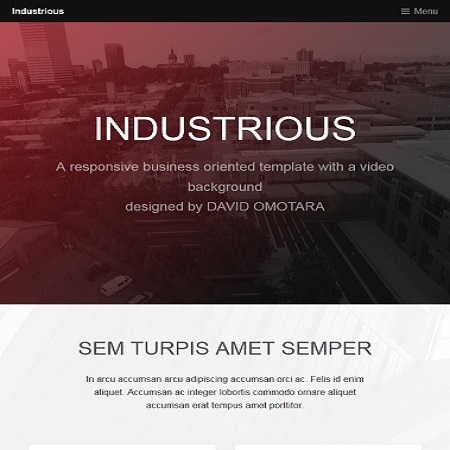 Industrious
Menu
INDUSTRIOUS
A responsive business oriented template with a video
background
designed by DAVID OMOTARA
SEM TURPIS AMET SEMPER
In arcu accumsan arcu adipiscing accumsan orci ac. Felis id enim
aliquet. Accumsan ac integer lobortis commodo ornare aliquet
accumsan erat tempus amet porttitor.